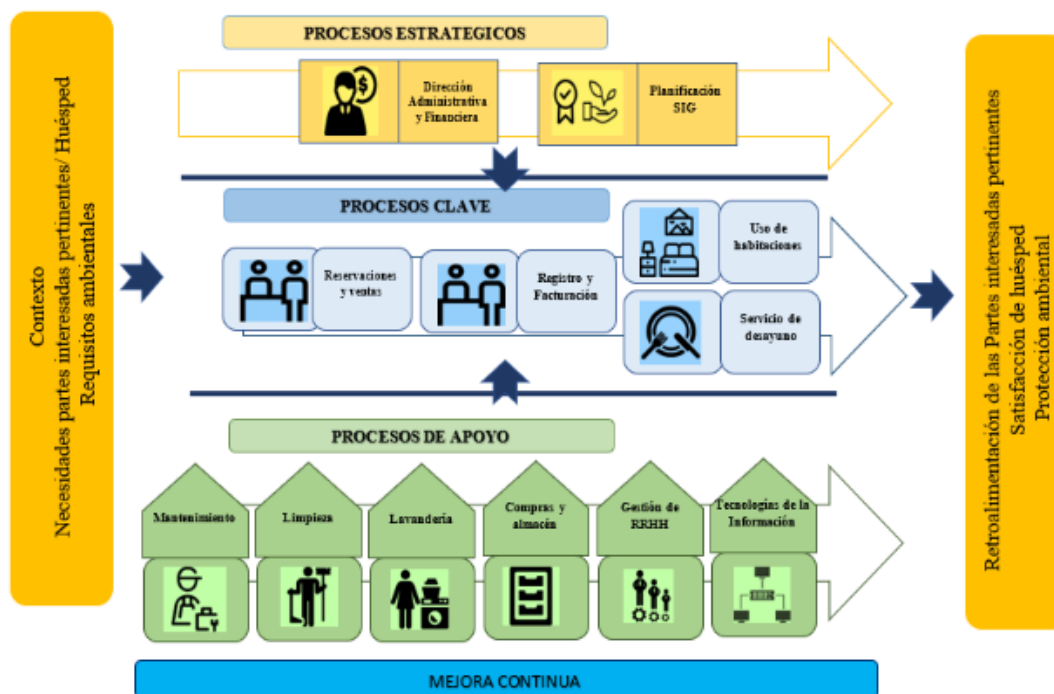 Contexto
Necesidades partes interesadas pertinentes/ Huésped
Requisitos ambientales
PROCESOS ESTRATEGICOS
Dirección
Administrativa
y Financiera
Planificación
SIG
PROCESOS CLAVE
Reservaciones
y ventas
Registro y
Facturación
Uso de
habitaciones
Servicio de
desayuno
PROCESOS DE APOYO
Mantenimiento
Limpieza
Lavandería
Compras y
almacén
Gestión de
RRHH
Tecnologías de la
Información
MEJORA CONTINUA
Retroalimentación de las Partes interesadas pertinentes
Satisfacción de huésped
Protección ambiental